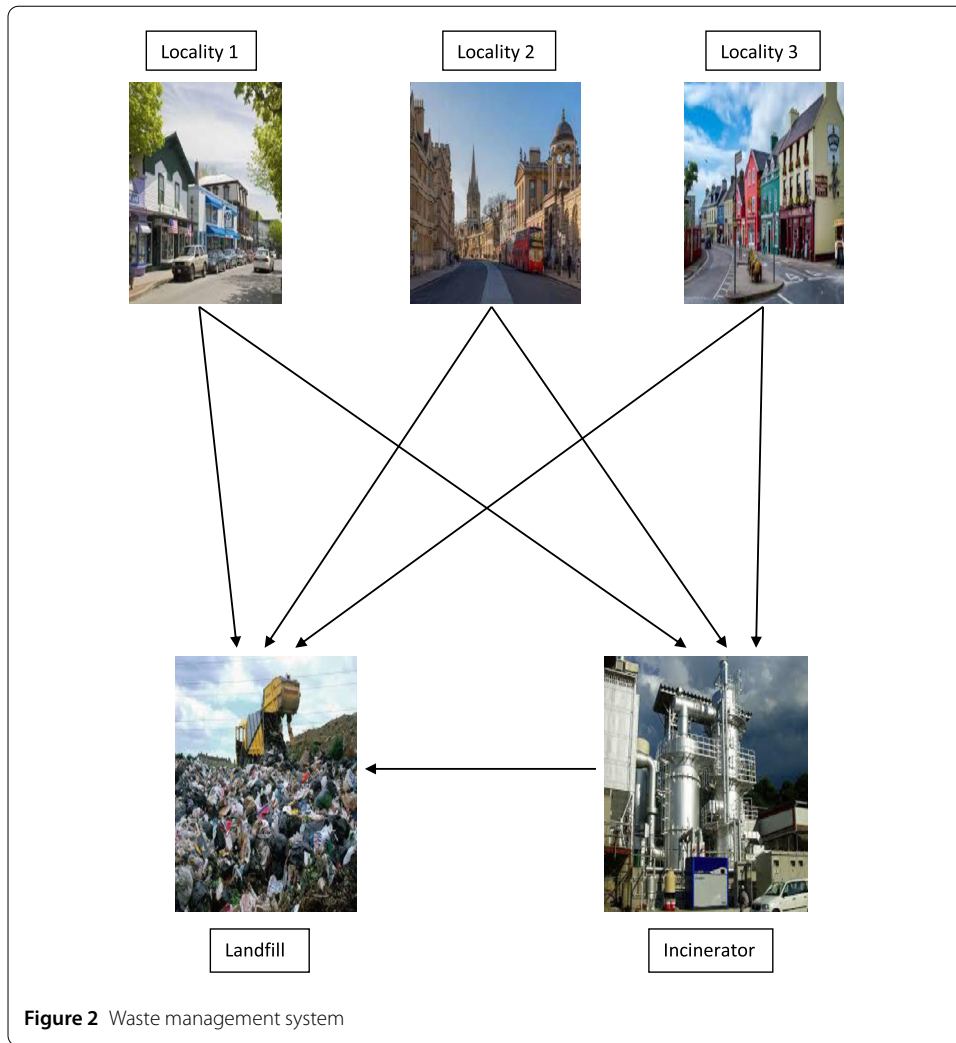 Locality 1
Locality 2
Locality 3
Landfill
Incinerator
Figure 2 Waste management system